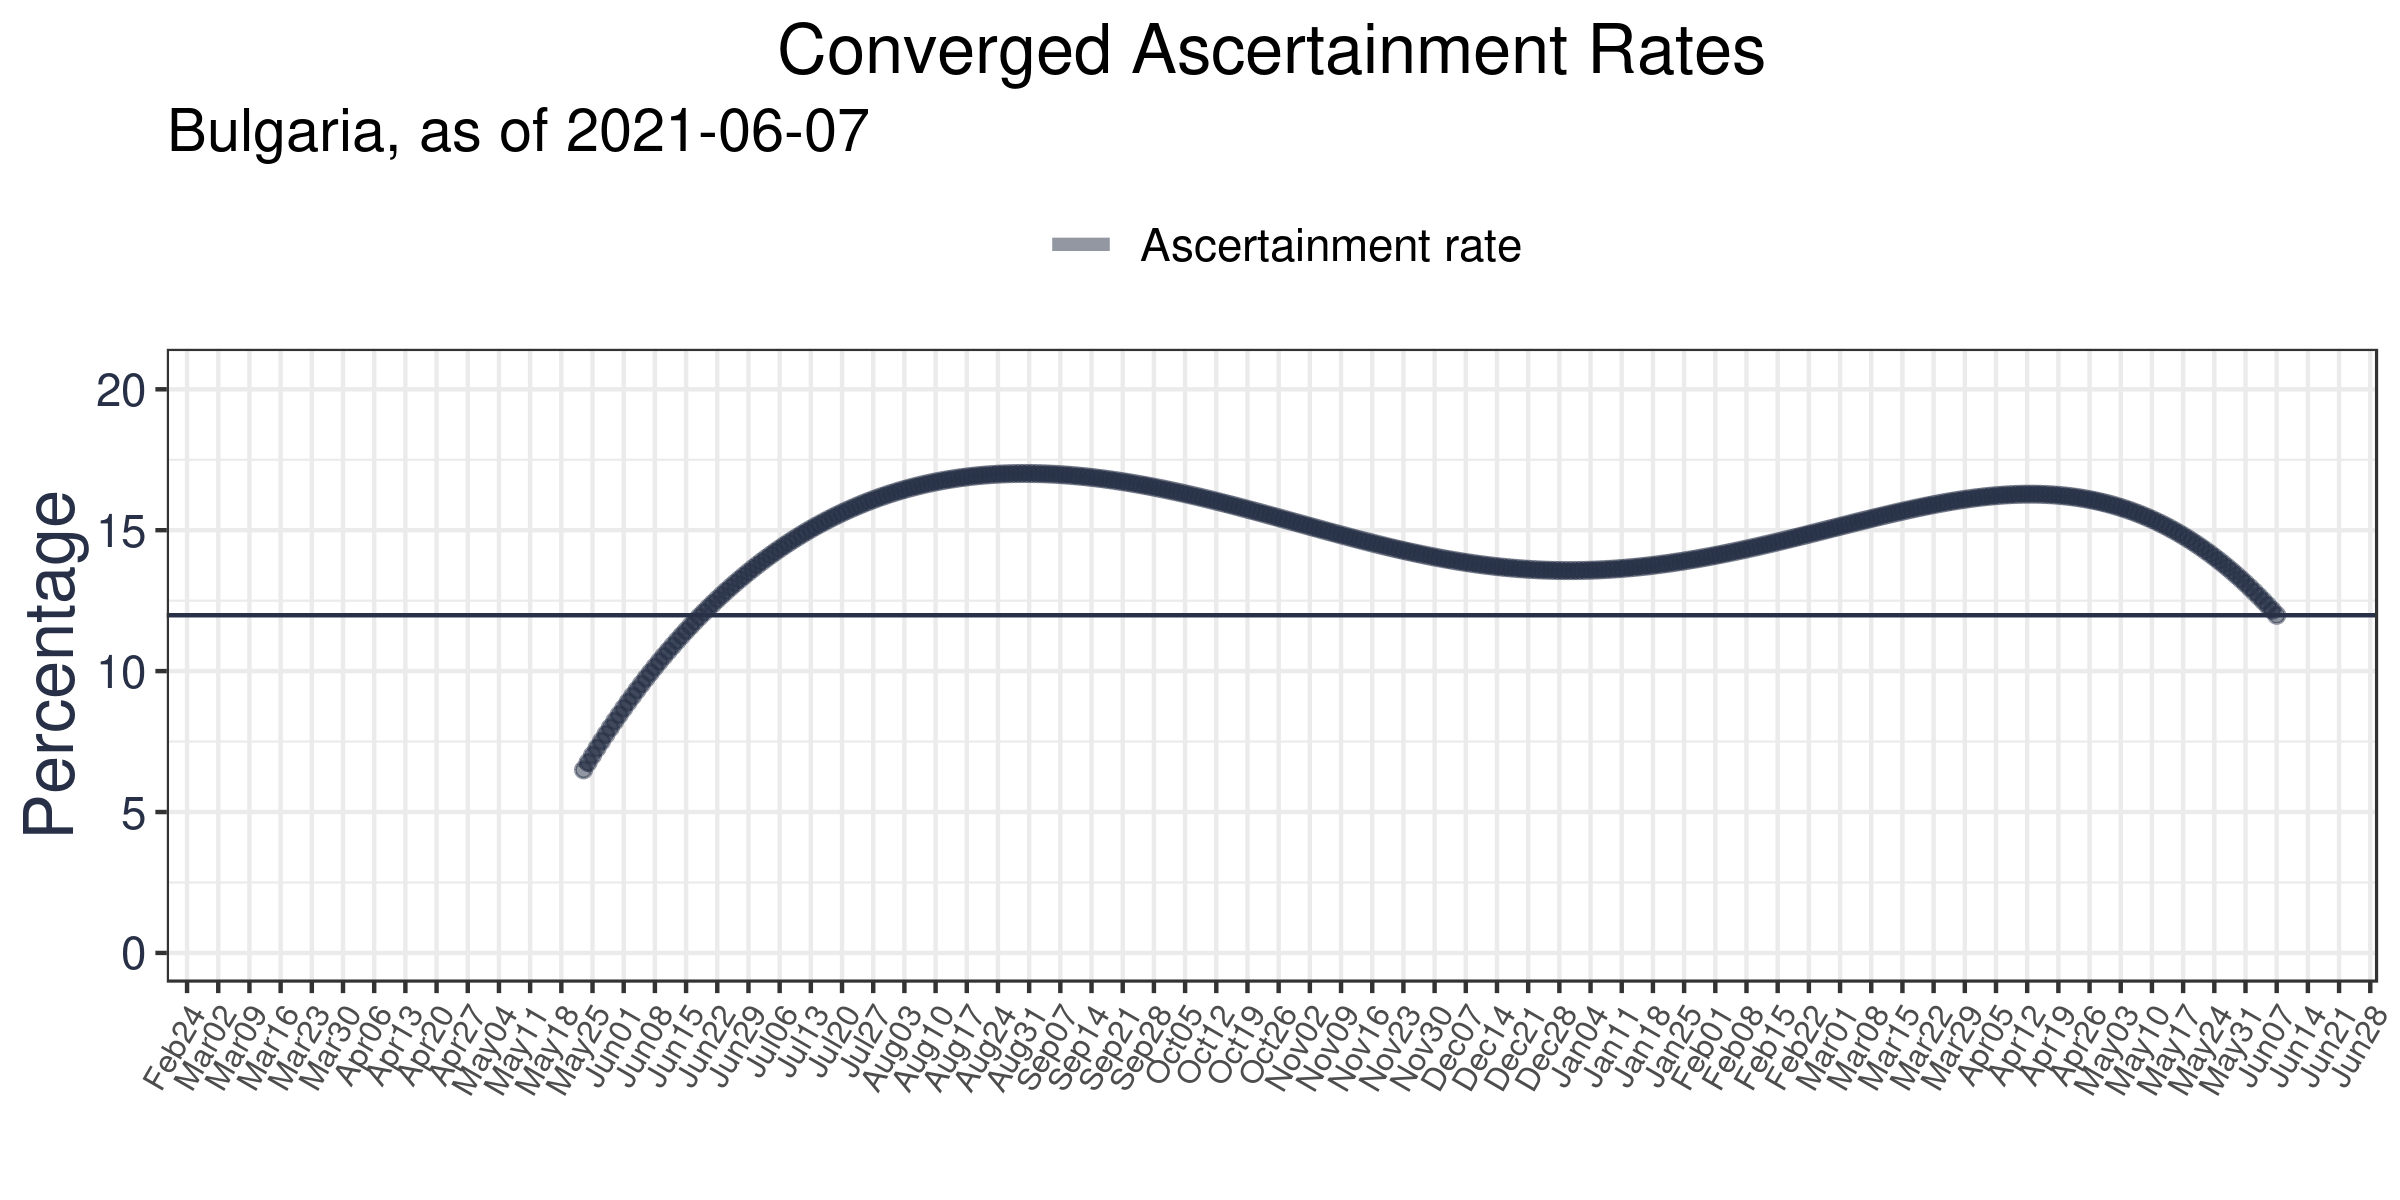 Converged Ascertainment Rates
Bulgaria, as of 2021-06-07
Ascertainment rate
Percentage
20
15
10
5
0
Feb24
Mar02
Mar09
Mar16
Mar23
Mar30
Apr06
Apr13
Apr20
Apr27
May04
May11
May18
May25
Jun01
Jun08
Jun15
Jun22
Jun29
Jul06
Jul13
Jul20
Jul27
Aug03
Aug10
Aug17
Aug24
Aug31
Sep07
Sep14
Sep21
Sep28
Oct05
Oct12
Oct19
Oct26
Nov02
Nov09
Nov16
Nov23
Nov30
Dec07
Dec14
Dec21
Dec28
Jan04
Jan11
Jan18
Jan25
Feb01
Feb08
Feb15
Feb22
Mar01
Mar08
Mar15
Mar22
Mar29
Apr05
Apr12
Apr19
Apr26
May03
May10
May17
May24
May31
Jun07
Jun14
Jun21
Jun28